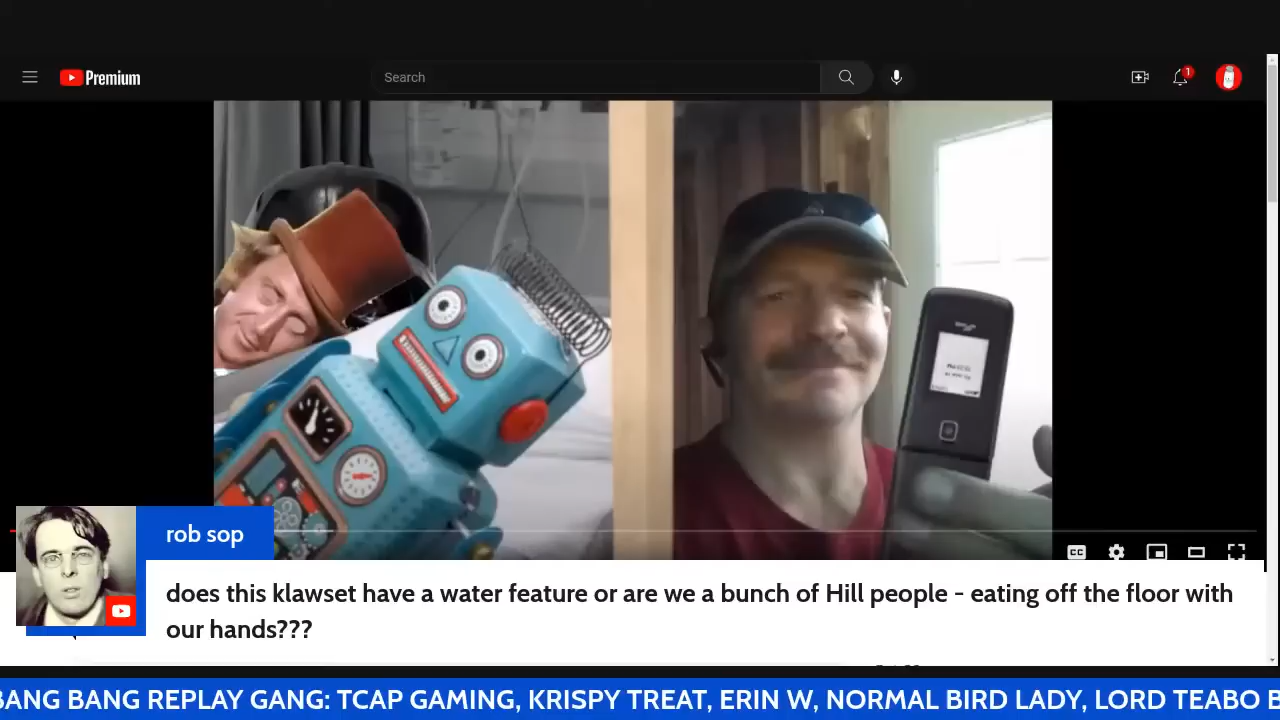 Premium
Search
1
CC
rob sop
does this klawset have a water feature or are we a bunch of Hill people - eating off the floor with
our hands???
BANG BANG REPLAY GANG: TCAP GAMING, KRISPY TREAT, ERIN W, NORMAL BIRD LADY, LORD TEABO B